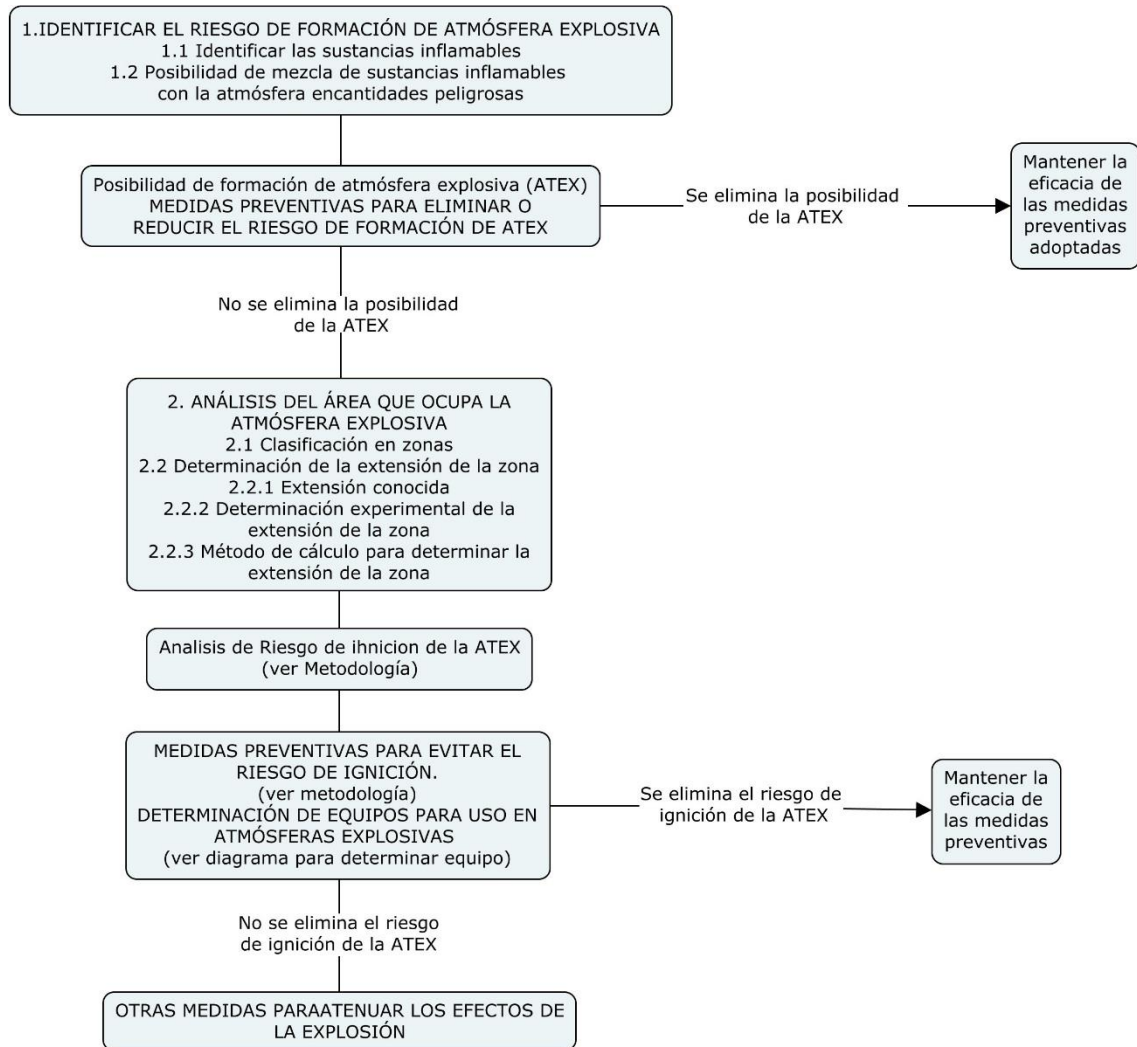 1.IDENTIFICAR EL RIESGO DE FORMACIÓN DE ATMÓSFERA EXPLOSIVA
1.1 Identificar las sustancias inflamables
1.2 Posibilidad de mezcla de sustancias inflamables
con la atmósfera encantidades peligrosas
Posibilidad de formación de atmósfera explosiva (ATEX)
MEDIDAS PREVENTIVAS PARA ELIMINAR O
REDUCIR EL RIESGO DE FORMACIÓN DE ATEX
Se elimina la posibilidad
de la ATEX
Mantener la
eficacia de
las medidas
preventivas
adoptadas
No se elimina la posibilidad
de la ATEX
2. ANÁLISIS DEL ÁREA QUE OCUPA LA
ATMÓSFERA EXPLOSIVA
2.1 Clasificación en zonas
2.2 Determinación de la extensión de la zona
2.2.1 Extensión conocida
2.2.2 Determinación experimental de la
extensión de la zona
2.2.3 Método de cálculo para determinar la
extensión de la zona
Analisis de Riesgo de ihnicion de la ATEX
(ver Metodología)
MEDIDAS PREVENTIVAS PARA EVITAR EL
RIESGO DE IGNICIÓN.
(ver metodología)
DETERMINACIÓN DE EQUIPOS PARA USO EN
ATMÓSFERAS EXPLOSIVAS
(ver diagrama para determinar equipo)
Se elimina el riesgo de
ignición de la ATEX
Mantener la
eficacia de
las medidas
preventivas
No se elimina el riesgo
de ignición de la ATEX
OTRAS MEDIDAS PARAATENUAR LOS EFECTOS DE
LA EXPLOSIÓN